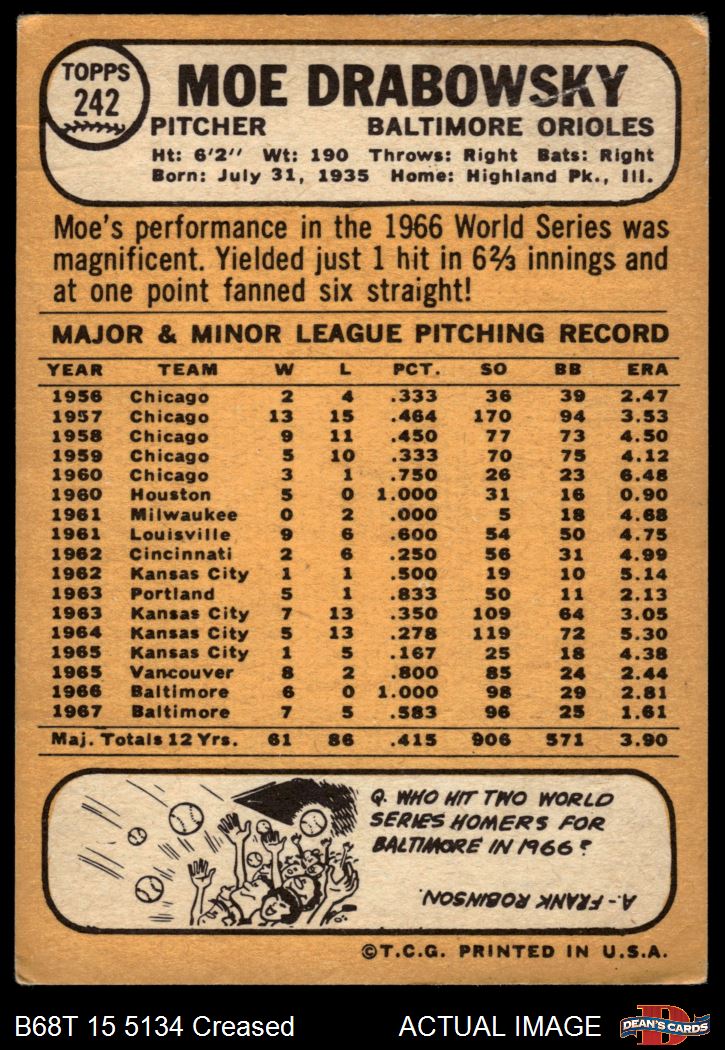 TOPPS
242
MOE DRABOWSKY
PITCHER BALTIMORE ORIOLES
Ht: 6'2" Wt: 190 Throws: Right Bats: Right
Born: July 31, 1935 Home: Highland Pk., Ill.
Moe's performance in the 1966 World Series was
magnificent. Yielded just 1 hit in 6⅔ innings and
at one point fanned six straight!
MAJOR & MINOR LEAGUE PITCHING RECORD
YEAR TEAM W L PCT. SO BB ERA
1956 Chicago 2 4 .333 36 39 2.47
1957 Chicago 13 15 .464 170 94 3.53
1958 Chicago 9 11 .450 77 73 4.50
1959 Chicago 5 10 .333 70 75 4.12
1960 Chicago 3 1 .750 26 23 6.48
1960 Houston 5 0 1.000 31 16 0.90
1961 Milwaukee 0 2 .000 5 18 4.68
1961 Louisville 9 6 .600 54 50 4.75
1962 Cincinnati 2 6 .250 56 31 4.99
1962 Kansas City 1 1 .500 19 10 5.14
1963 Portland 5 1 .833 50 11 2.13
1963 Kansas City 7 13 .350 109 64 3.05
1964 Kansas City 5 13 .278 119 72 5.30
1965 Kansas City 1 5 .167 25 18 4.38
1965 Vancouver 8 2 .800 85 24 2.44
1966 Baltimore 6 0 1.000 98 29 2.81
1967 Baltimore 7 5 .583 96 25 1.61
Maj. Totals 12 Yrs. 61 86 .415 906 571 3.90
Q. WHO HIT TWO WORLD
SERIES HOMERS FOR
BALTIMORE IN 1966?
A.- FRANK ROBINSON.
©T.C.G. PRINTED IN U.S.A.
B68T 15 5134 Creased ACTUAL IMAGE
D
DEAN'S CARDS